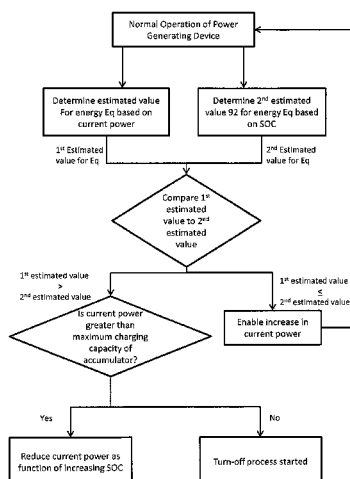 Normal Operation of Power
Generating Device
Determine estimated value
For energy Eq based on
current power
Determine 2nd estimated
value 92 for energy Eq based
on SOC
1st Estimated
value for Eq
2nd Estimated
value for Eq
Compare 1st
estimated
value to 2nd
estimated
value
1st estimated value
>
2nd estimated value
1st estimated value
≤
2nd estimated value
Is current power
greater than
maximum charging
capacity of
accumulator?
Enable increase in
current power
Yes
No
Reduce current power as
function of increasing SOC
Turn-off process started